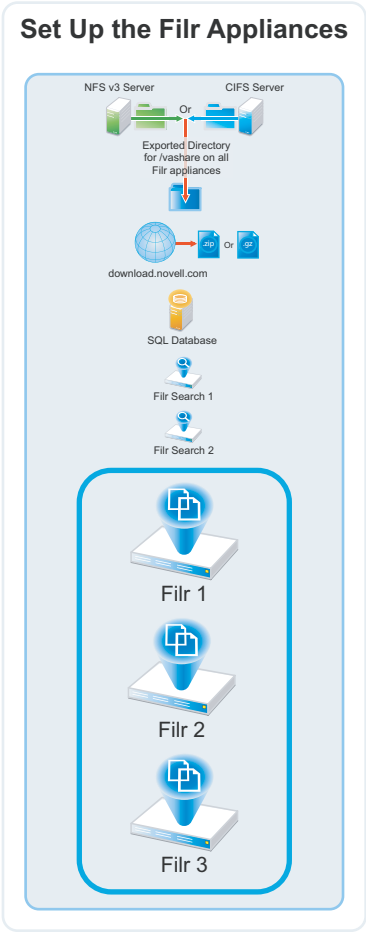 Set Up the Filr Appliances
NFS v3 Server
CIFS Server
Or
Exported Directory
for /vashare on all
Filr appliances
.zip
Or
.gz
download.novell.com
SQL Database
Filr Search 1
Filr Search 2
Filr 1
Filr 2
Filr 3